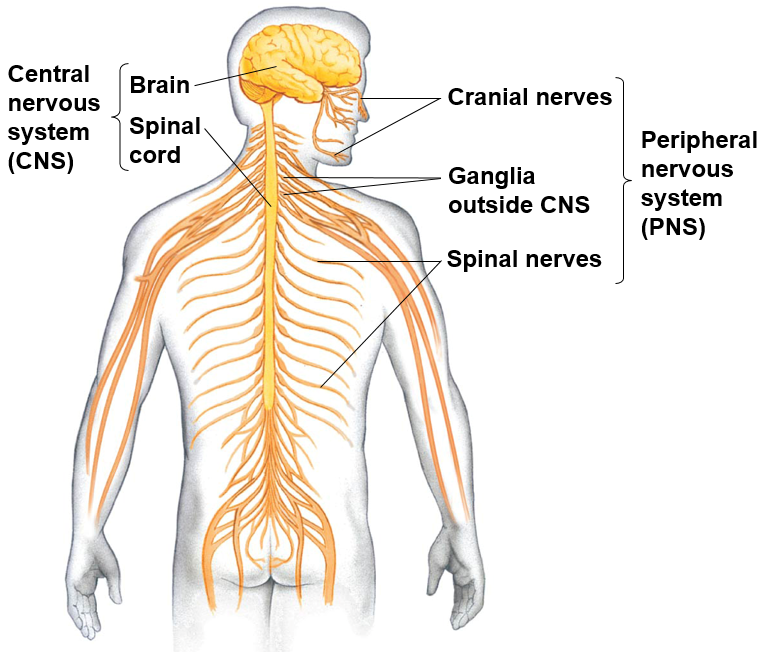 Central
nervous
system
(CNS)
Brain
Spinal
cord
Cranial nerves
Ganglia
outside CNS
Spinal nerves
Peripheral
nervous
system
(PNS)